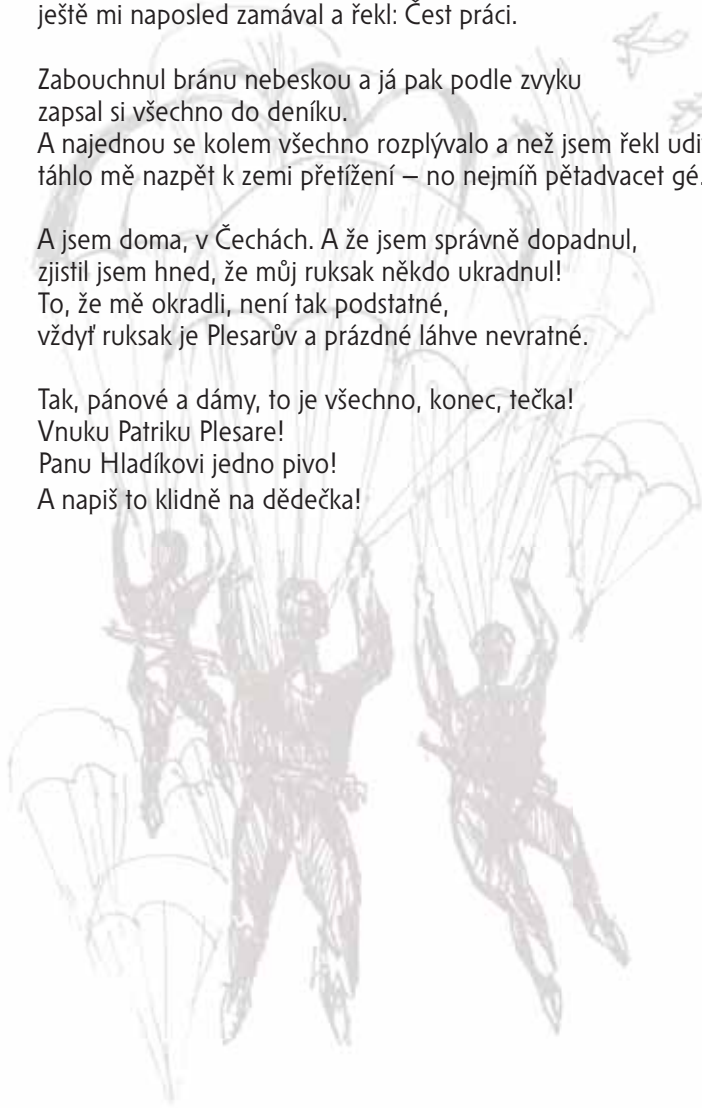 ještě mi naposled zamával a řekl: Čest práci.
Zabouchnul bránu nebeskou a já pak podle zvyku
zapsal si všechno do deníku.
A najednou se kolem všechno rozplývalo a než jsem řekl
táhlo mě nazpět k zemi přetížení – no nejmíň pětadvacet gé.
A jsem doma, v Čechách. A že jsem správně dopadnul,
zjistil jsem hned, že můj ruksak někdo ukradnul!
To, že mě okradli, není tak podstatné,
vždyť ruksak je Plesarův a prázdné láhve nevratné.
Tak, pánové a dámy, to je všechno, konec, tečka!
Vnuku Patriku Plesare!
Panu Hladíkovi jedno pivo!
A napiš to klidně na dědečka!